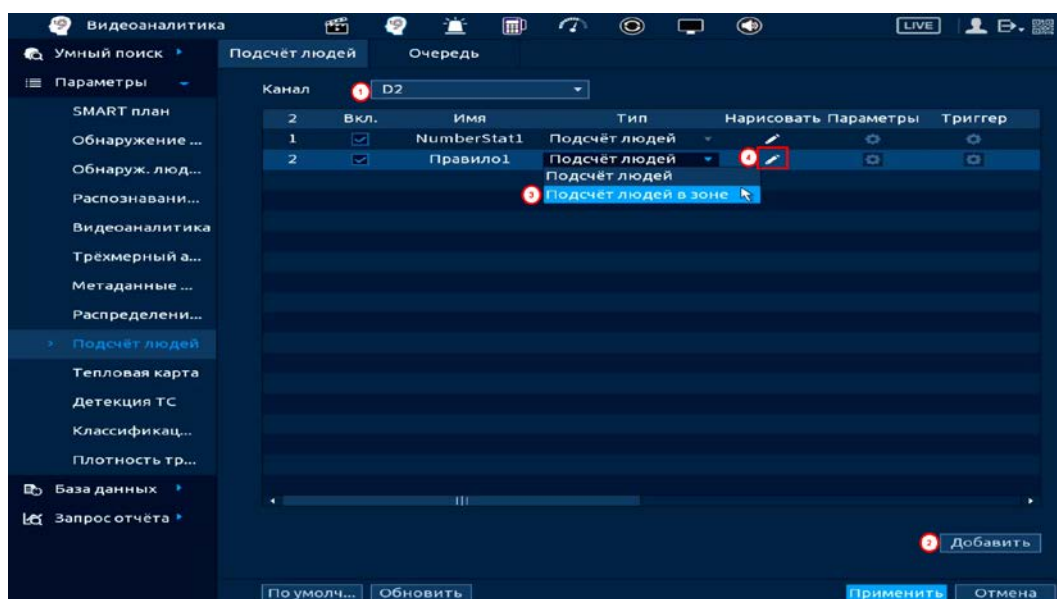 Видеоаналитика
LIVE
Умный поиск
Подсчёт людей Очередь
Параметры
Канал 1 D2
SMART план
2 Вкл. Имя Тип Нарисовать Параметры Триггер
Обнаружение ...
1 NumberStat1 Подсчёт людей
2 Правило1 Подсчёт людей 4
Обнаруж. люд...
Подсчёт людей
3 Подсчёт людей в зоне
Распознавани...
Видеоаналитика
Трёхмерный а...
Метаданные ...
Распределени...
Подсчёт людей
Тепловая карта
Детекция ТС
Классификац...
Плотность тр...
База данных
Запрос отчёта
2 Добавить
По умолч... Обновить Применить Отмена